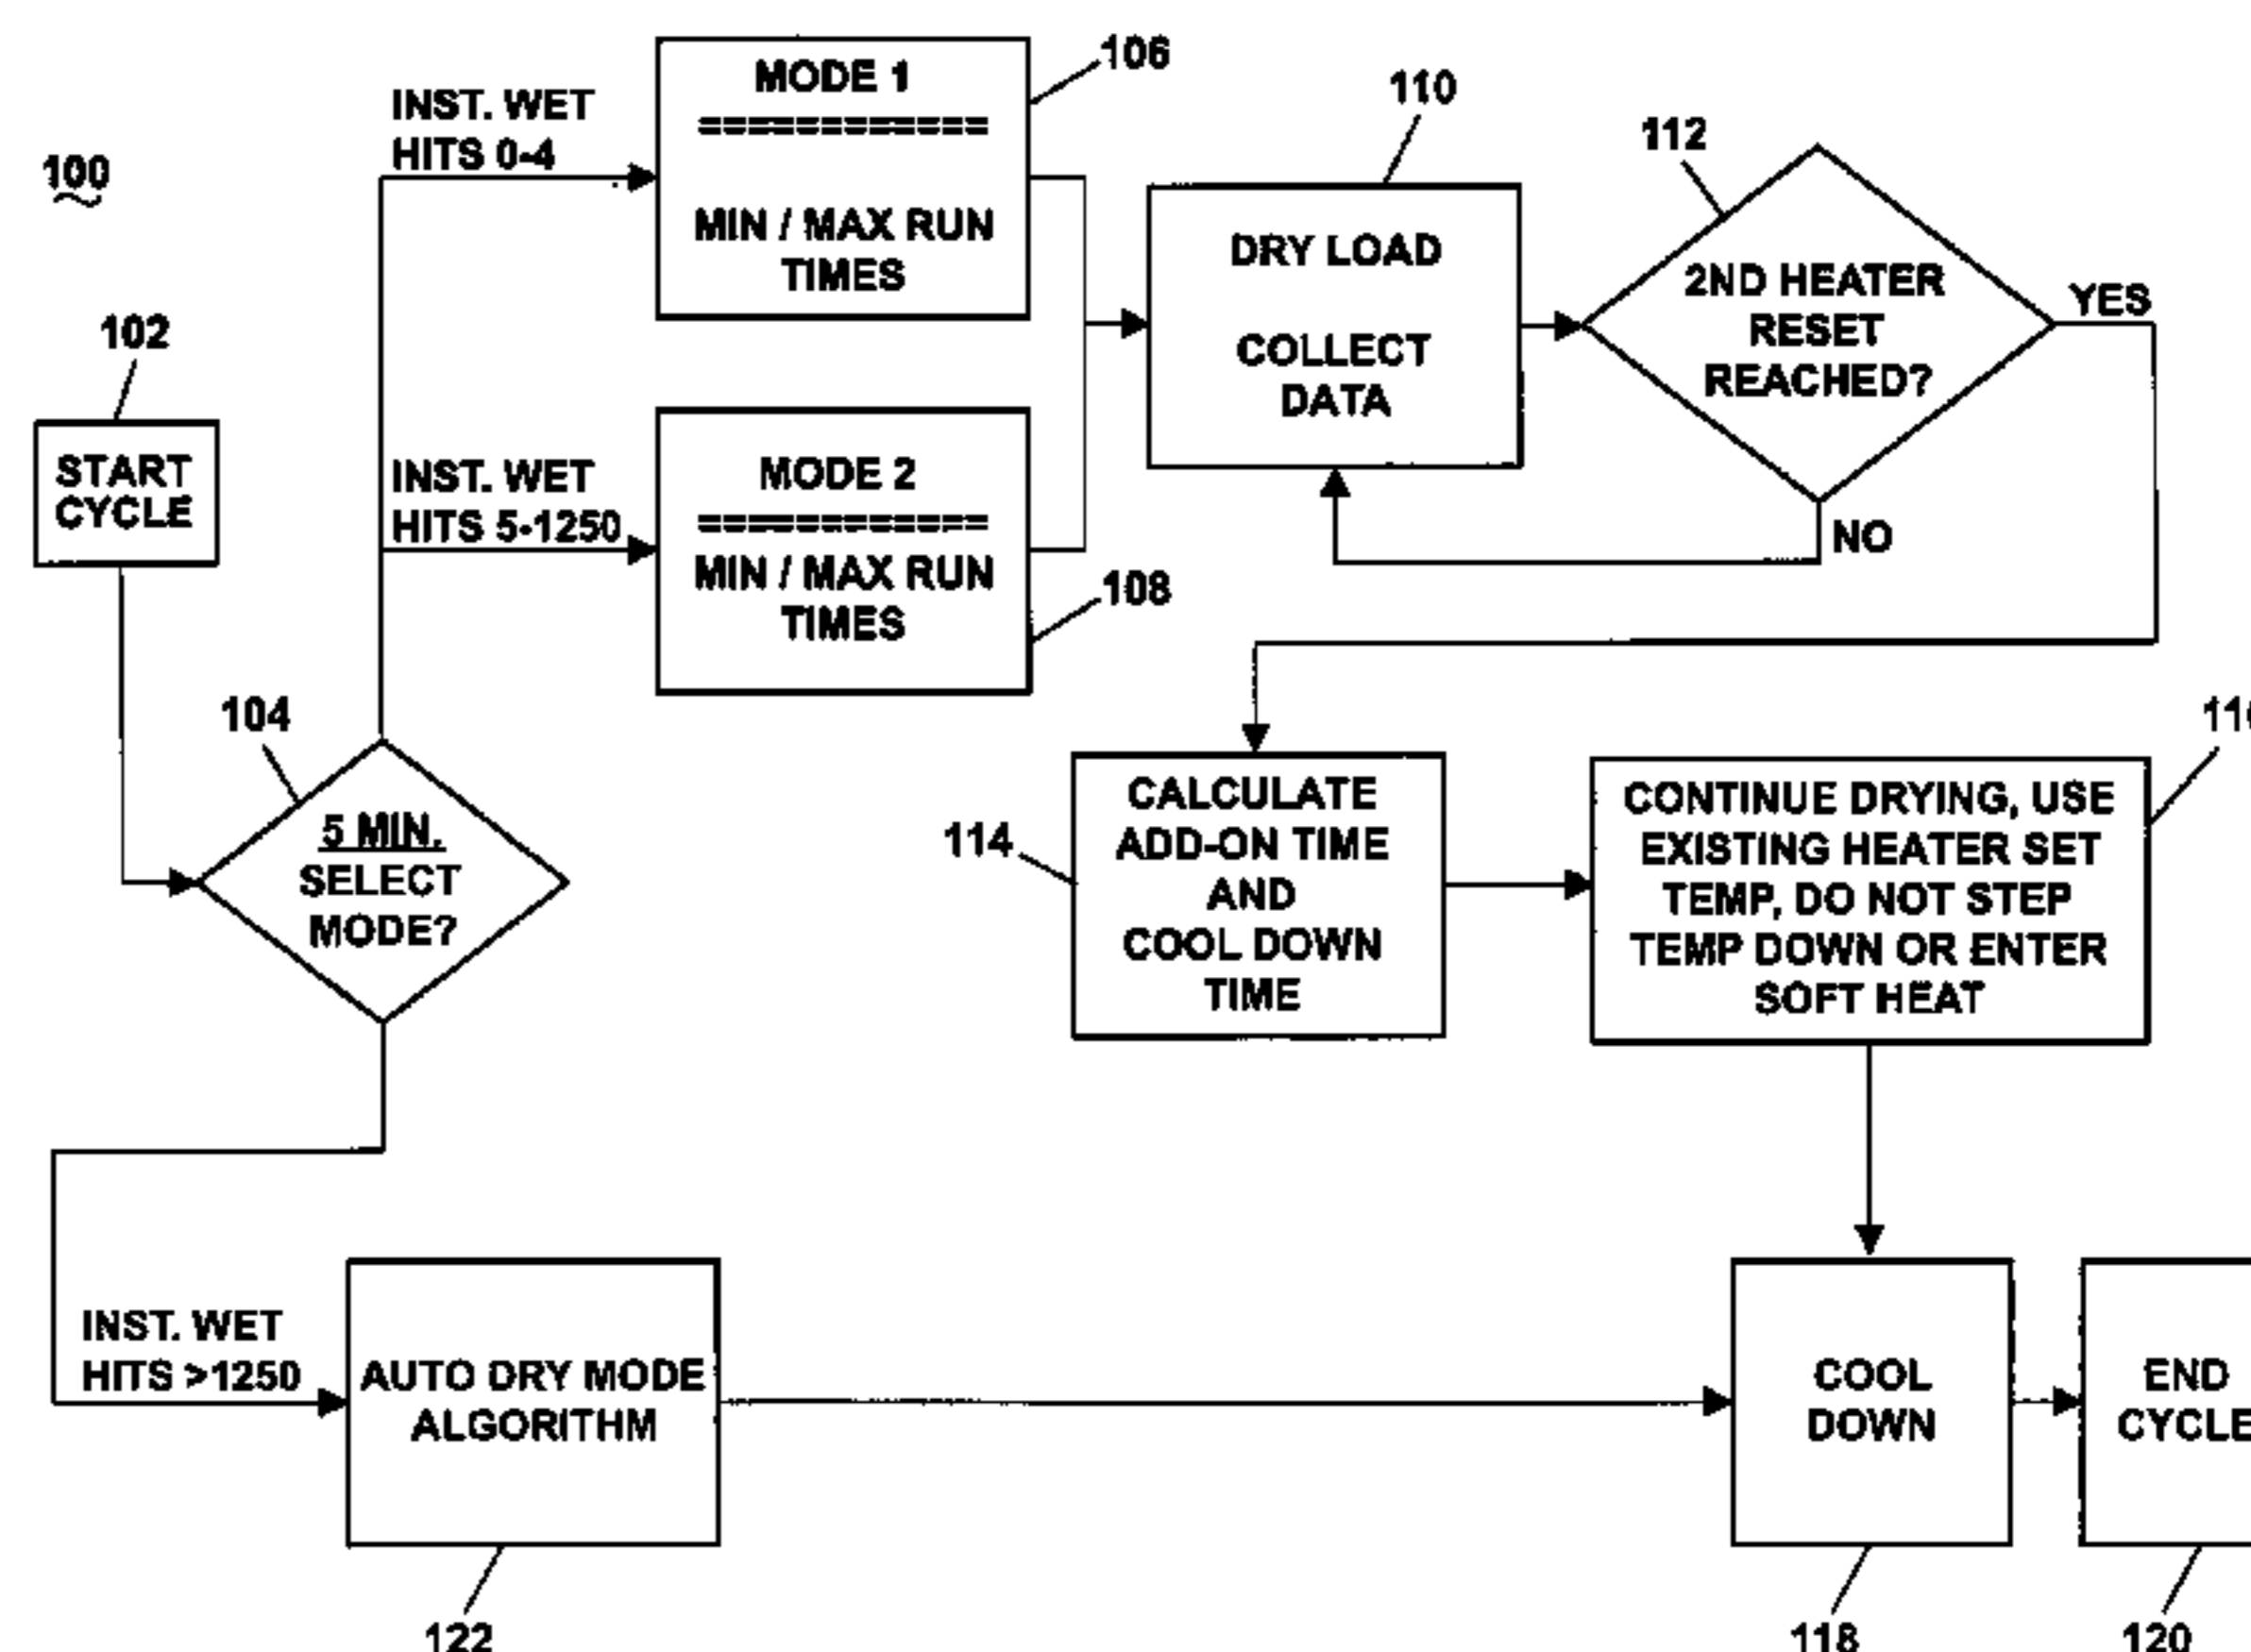 100
102
START
CYCLE
104
5 MIN.
SELECT
MODE?
INST. WET
HITS 0-4
MODE 1
============
MIN / MAX RUN
TIMES
106
INST. WET
HITS 5-1250
MODE 2
============
MIN / MAX RUN
TIMES
108
110
DRY LOAD
COLLECT
DATA
112
2ND HEATER
RESET
REACHED?
YES
NO
114
CALCULATE
ADD-ON TIME
AND
COOL DOWN
TIME
CONTINUE DRYING, USE
EXISTING HEATER SET
TEMP, DO NOT STEP
TEMP DOWN OR ENTER
SOFT HEAT
INST. WET
HITS >1250
AUTO DRY MODE
ALGORITHM
122
COOL
DOWN
118
END
CYCLE
120